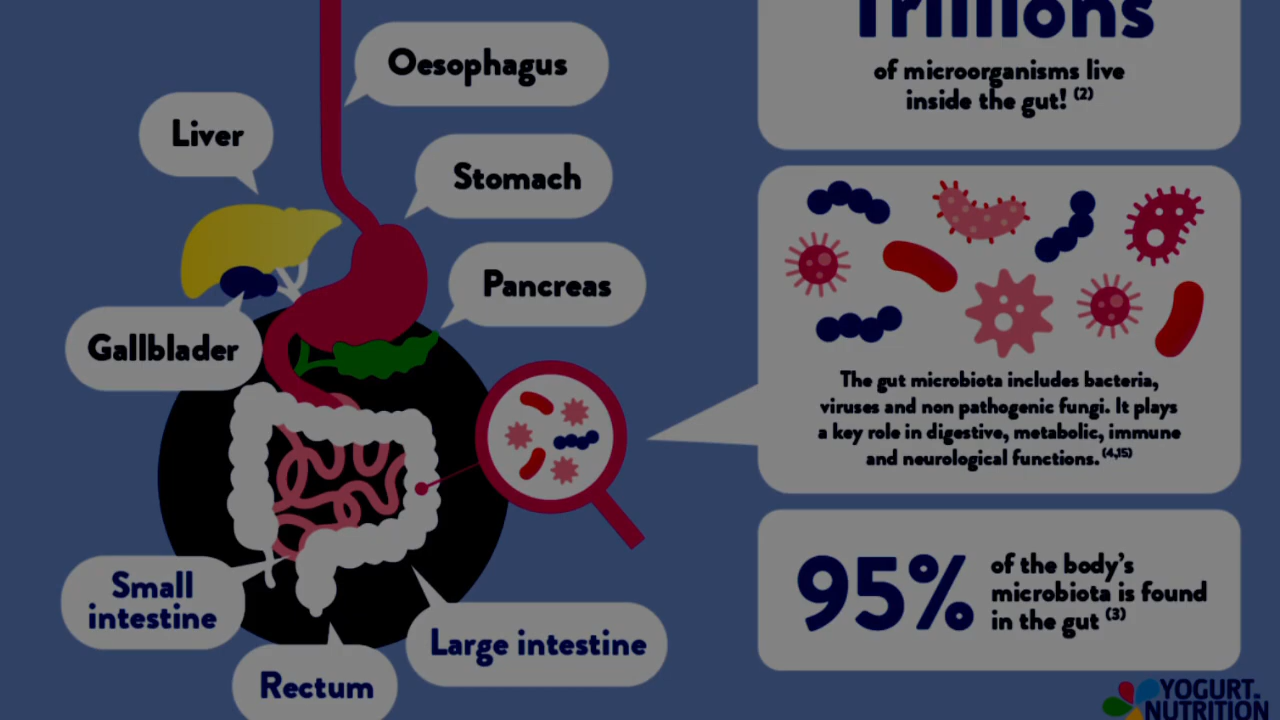 Oesophagus
Liver
Stomach
Pancreas
Gallblader
Small
intestine
Large intestine
Rectum
Trillions
of microorganisms live
inside the gut! (2)
The gut microbiota includes bacteria,
viruses and non pathogenic fungi. It plays
a key role in digestive, metabolic, immune
and neurological functions. (4,15)
95%
of the body's
microbiota is found
in the gut (3)
YOGURT
NUTRITION